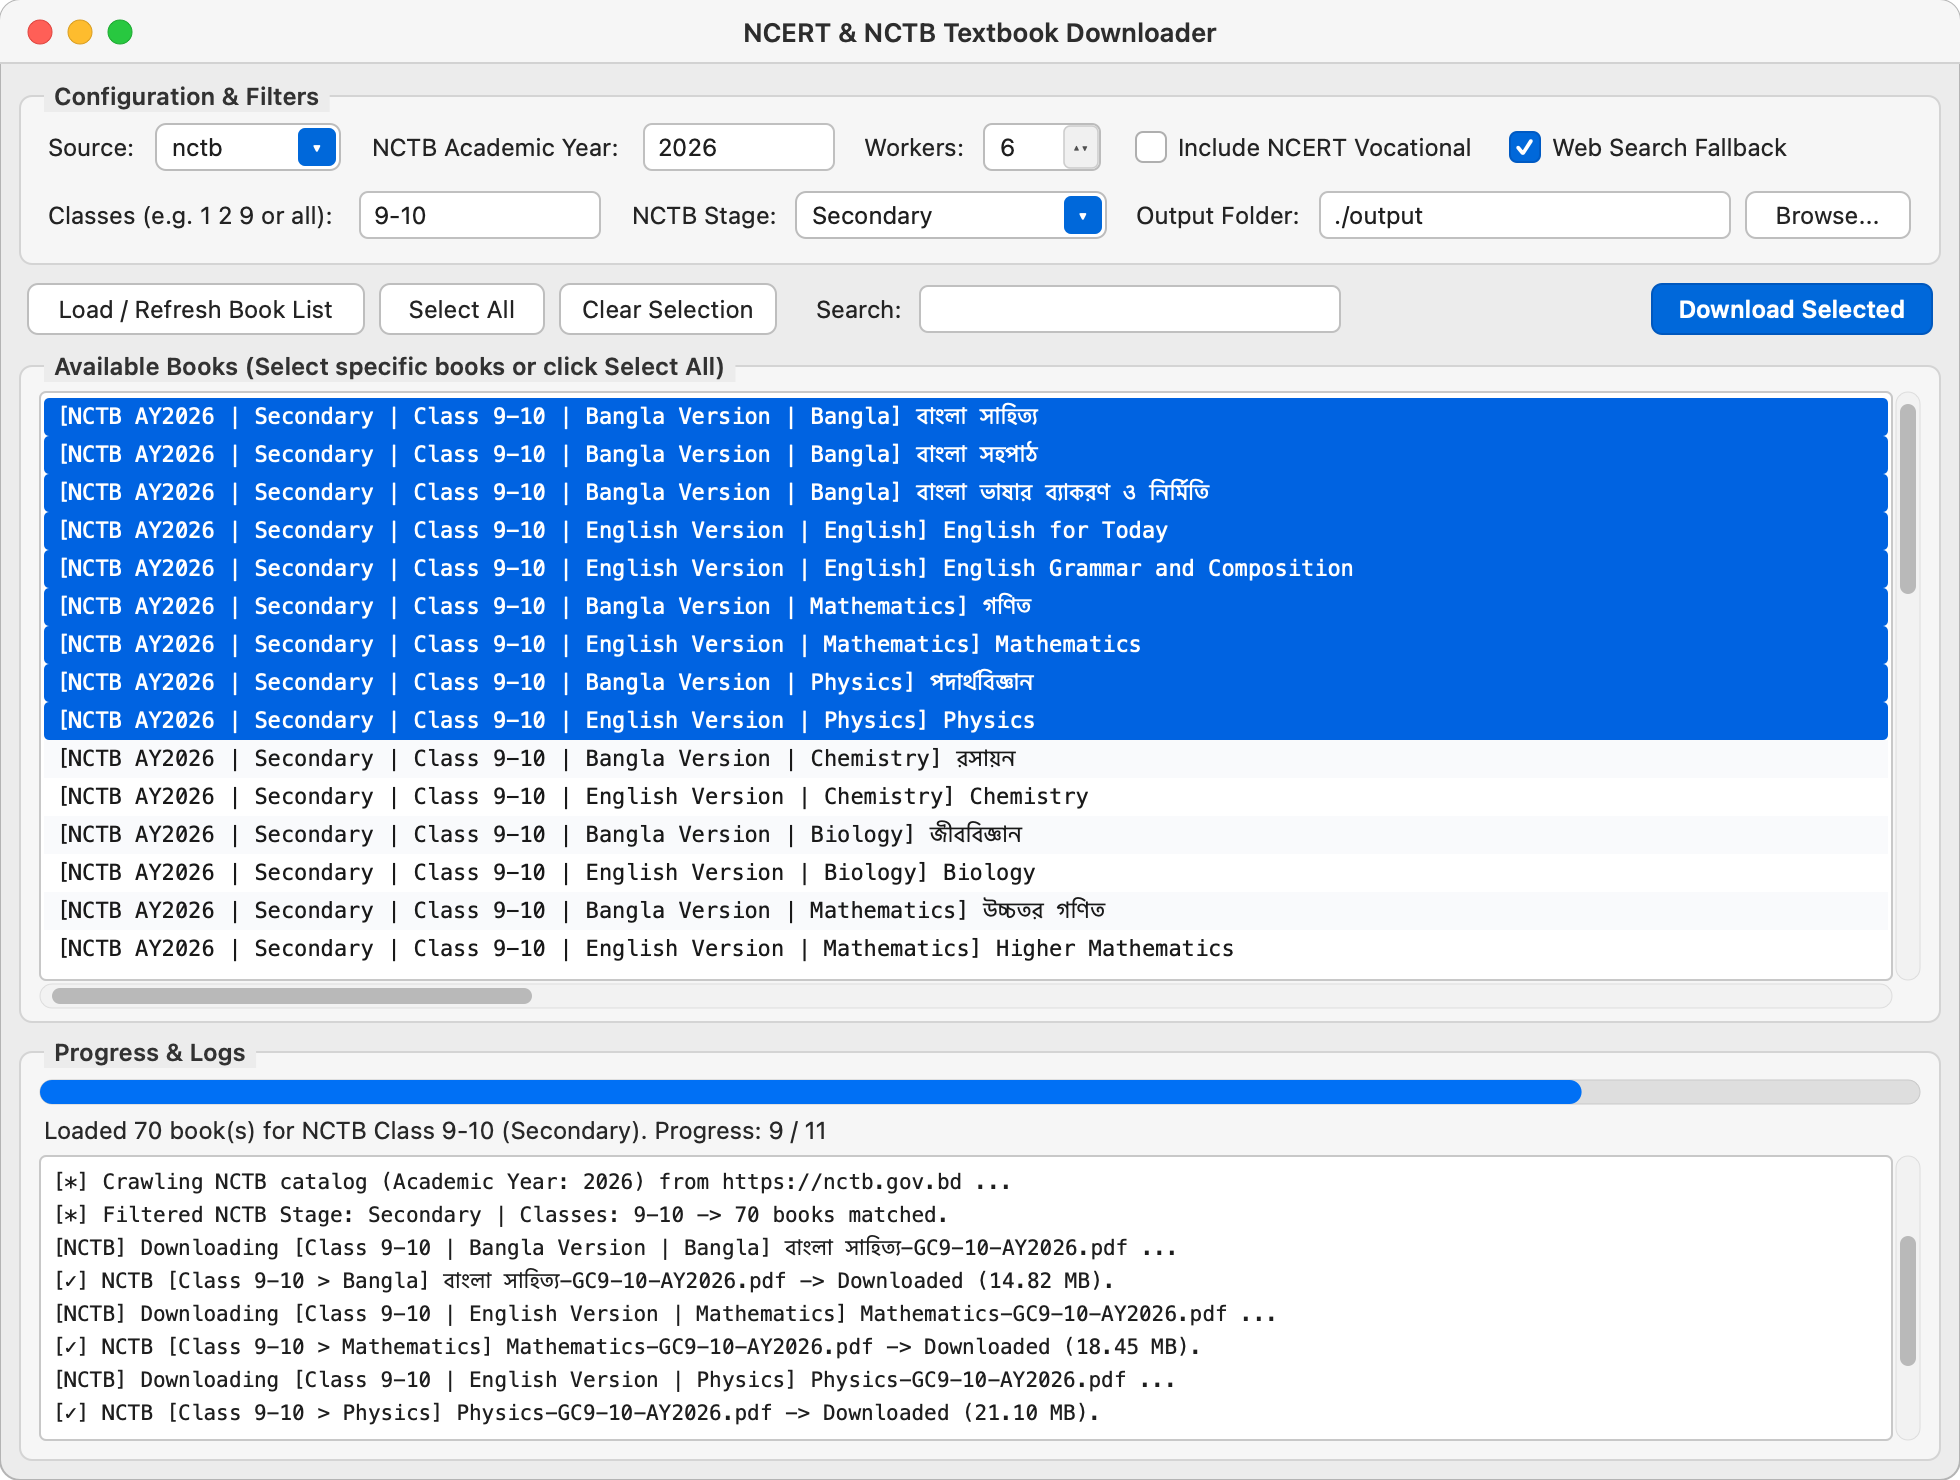 NCERT & NCTB Textbook Downloader
Configuration & Filters
Source: nctb NCTB Academic Year: 2026 Workers: 6 Include NCERT Vocational Web Search Fallback
Classes (e.g. 1 2 9 or all): 9-10 NCTB Stage: Secondary Output Folder: ./output Browse...
Load / Refresh Book List Select All Clear Selection Search: Download Selected
Available Books (Select specific books or click Select All)
[NCTB AY2026 | Secondary | Class 9-10 | Bangla Version | Bangla] বাংলা সাহিত্য
[NCTB AY2026 | Secondary | Class 9-10 | Bangla Version | Bangla] বাংলা সহপাঠ
[NCTB AY2026 | Secondary | Class 9-10 | Bangla Version | Bangla] বাংলা ভাষার ব্যাকরণ ও নির্মিতি
[NCTB AY2026 | Secondary | Class 9-10 | English Version | English] English for Today
[NCTB AY2026 | Secondary | Class 9-10 | English Version | English] English Grammar and Composition
[NCTB AY2026 | Secondary | Class 9-10 | Bangla Version | Mathematics] গণিত
[NCTB AY2026 | Secondary | Class 9-10 | English Version | Mathematics] Mathematics
[NCTB AY2026 | Secondary | Class 9-10 | Bangla Version | Physics] পদার্থবিজ্ঞান
[NCTB AY2026 | Secondary | Class 9-10 | English Version | Physics] Physics
[NCTB AY2026 | Secondary | Class 9-10 | Bangla Version | Chemistry] রসায়ন
[NCTB AY2026 | Secondary | Class 9-10 | English Version | Chemistry] Chemistry
[NCTB AY2026 | Secondary | Class 9-10 | Bangla Version | Biology] জীববিজ্ঞান
[NCTB AY2026 | Secondary | Class 9-10 | English Version | Biology] Biology
[NCTB AY2026 | Secondary | Class 9-10 | Bangla Version | Mathematics] উচ্চতর গণিত
[NCTB AY2026 | Secondary | Class 9-10 | English Version | Mathematics] Higher Mathematics
Progress & Logs
Loaded 70 book(s) for NCTB Class 9-10 (Secondary). Progress: 9 / 11
[*] Crawling NCTB catalog (Academic Year: 2026) from https://nctb.gov.bd ...
[*] Filtered NCTB Stage: Secondary | Classes: 9-10 -> 70 books matched.
[NCTB] Downloading [Class 9-10 | Bangla Version | Bangla] বাংলা সাহিত্য-GC9-10-AY2026.pdf ...
[✓] NCTB [Class 9-10 > Bangla] বাংলা সাহিত্য-GC9-10-AY2026.pdf -> Downloaded (14.82 MB).
[NCTB] Downloading [Class 9-10 | English Version | Mathematics] Mathematics-GC9-10-AY2026.pdf ...
[✓] NCTB [Class 9-10 > Mathematics] Mathematics-GC9-10-AY2026.pdf -> Downloaded (18.45 MB).
[NCTB] Downloading [Class 9-10 | English Version | Physics] Physics-GC9-10-AY2026.pdf ...
[✓] NCTB [Class 9-10 > Physics] Physics-GC9-10-AY2026.pdf -> Downloaded (21.10 MB).